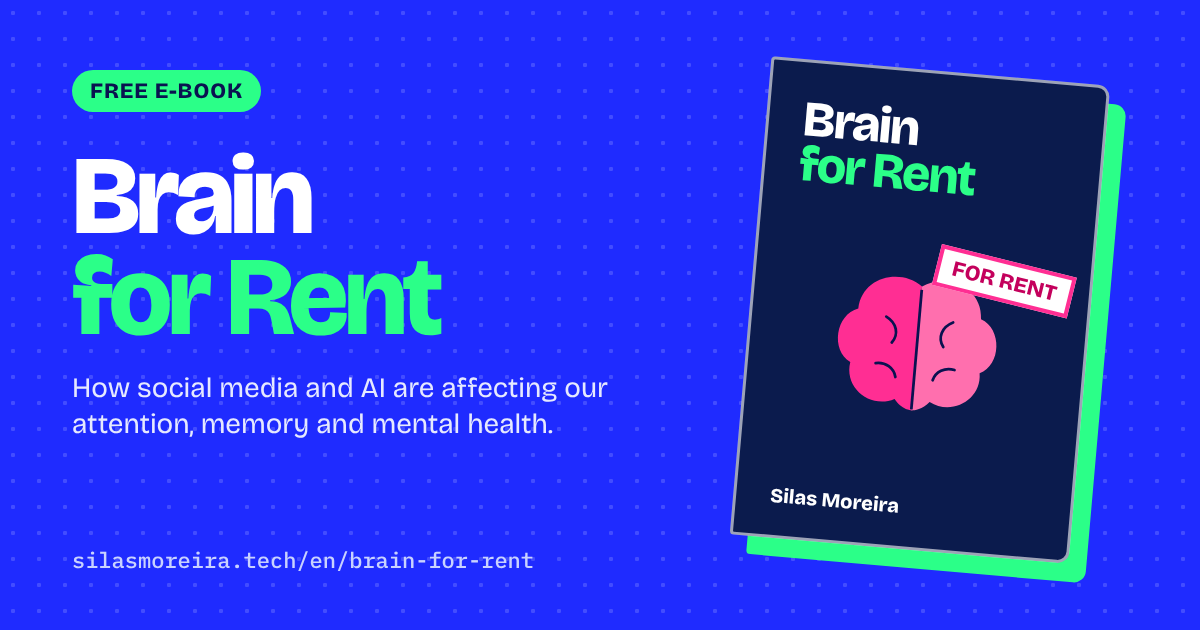 FREE E-BOOK
Brain
for Rent
How social media and AI are affecting our
attention, memory and mental health.
silasmoreira.tech/en/brain-for-rent
Brain
for Rent
FOR RENT
Silas Moreira